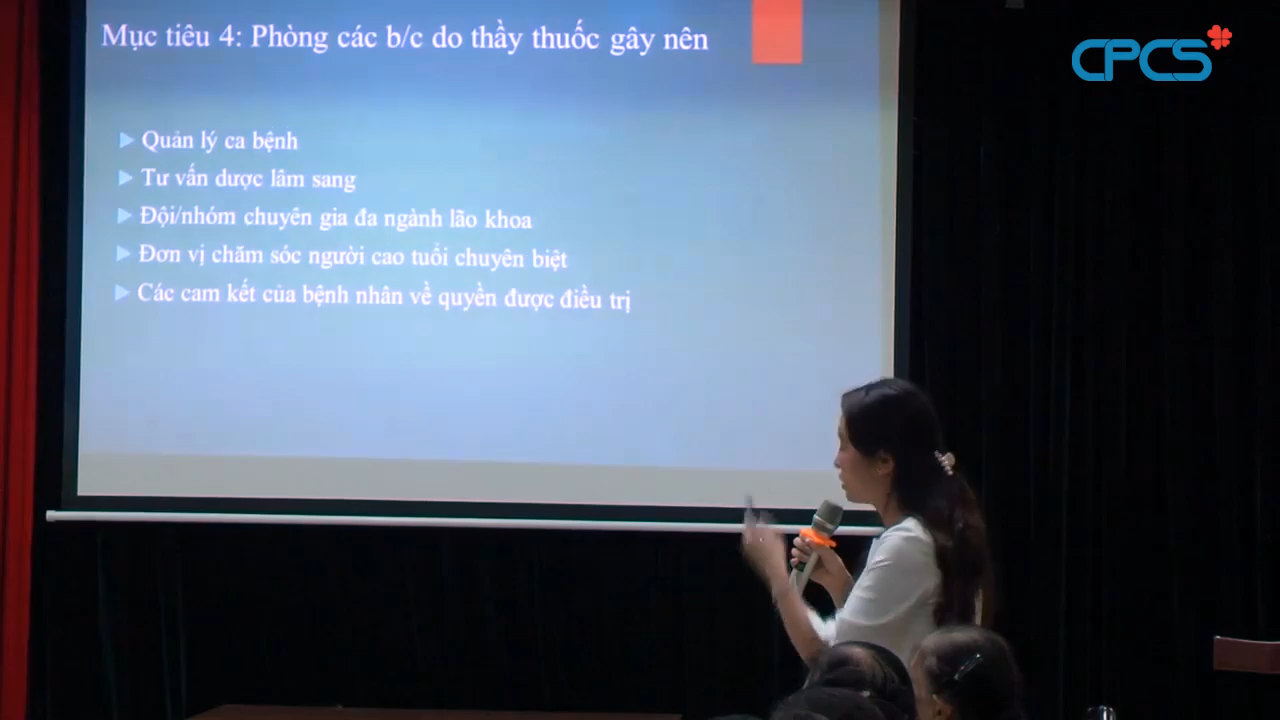 Mục tiêu 4: Phòng các b/c do thầy thuốc gây nên
CPCS
Quản lý ca bệnh
Tư vấn dược lâm sang
Đội/nhóm chuyên gia đa ngành lão khoa
Đơn vị chăm sóc người cao tuổi chuyên biệt
Các cam kết của bệnh nhân về quyền được điều trị